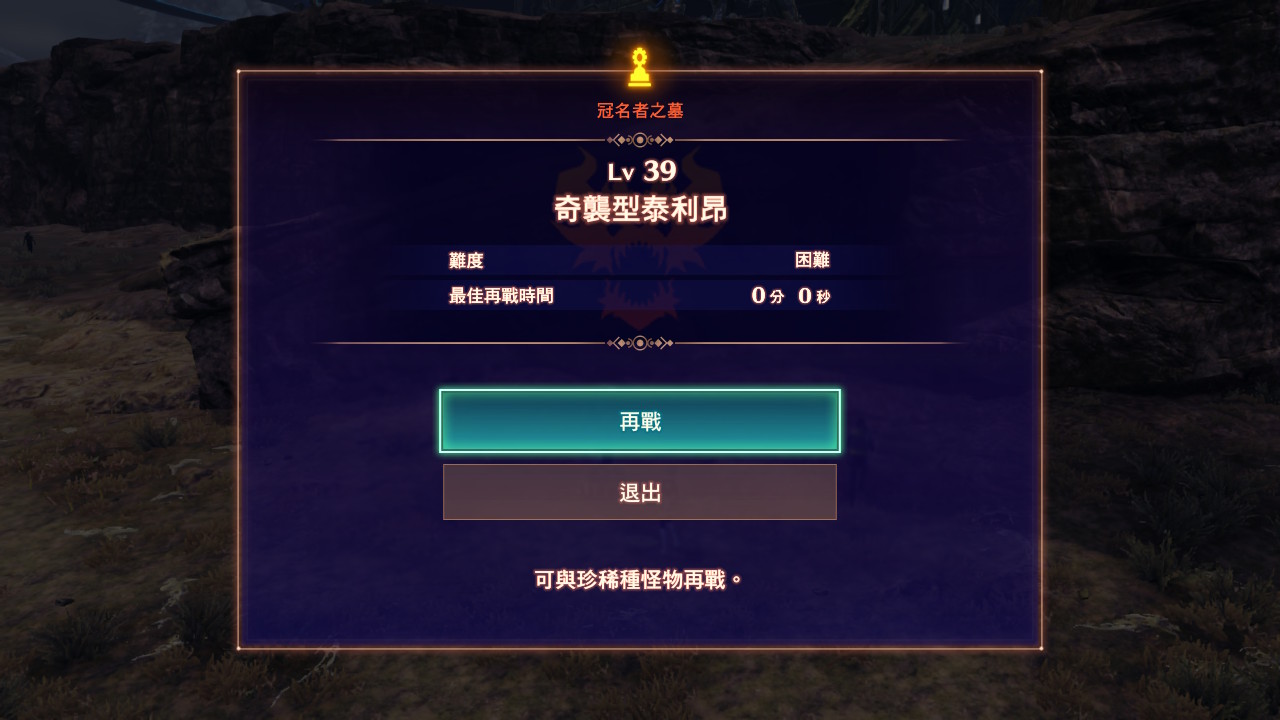 冠名者之墓
Lv 39
奇襲型泰利昂
難度 困難
最佳再戰時間 0分 0秒
再戰
退出
可與珍稀種怪物再戰。